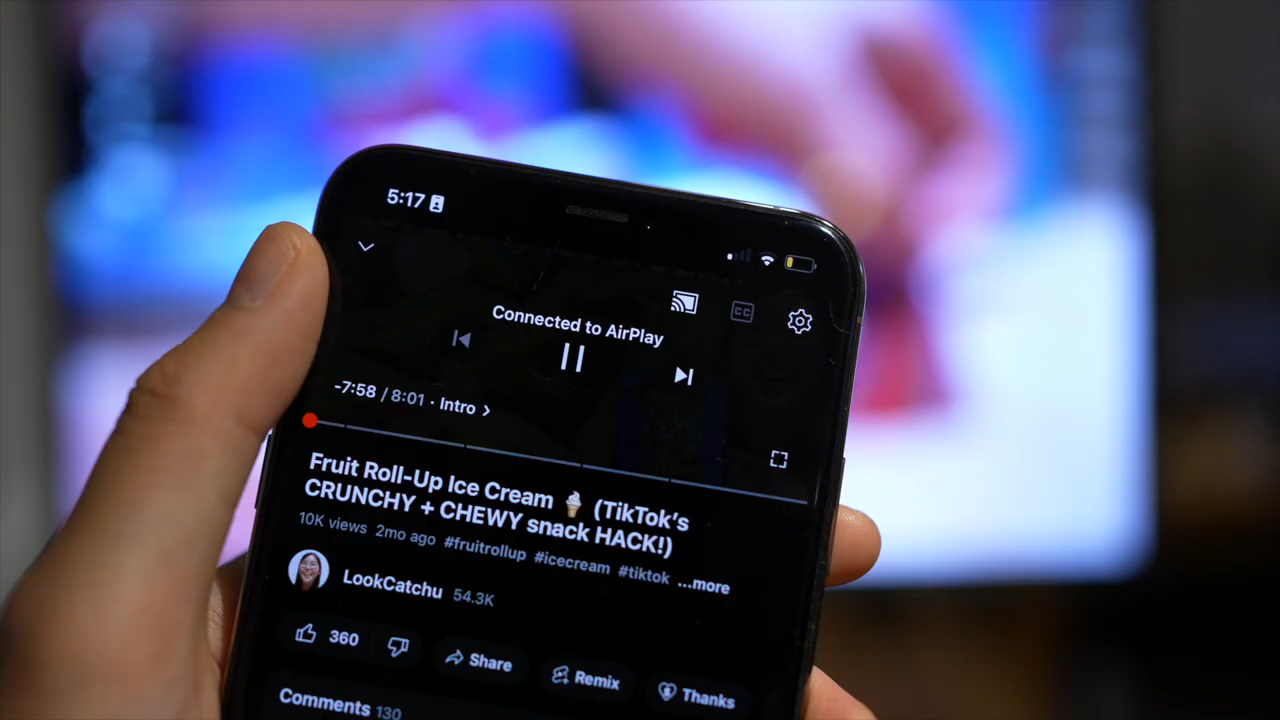 5:17
CC
Connected to AirPlay
-7:58 / 8:01 · Intro >
Fruit Roll-Up Ice Cream 🍦 (TikTok's
CRUNCHY + CHEWY snack HACK!)
10K views 2mo ago #fruitrollup #icecream #tiktok ...more
LookCatchu 54.3K
360 Share Remix Thanks
Comments 130